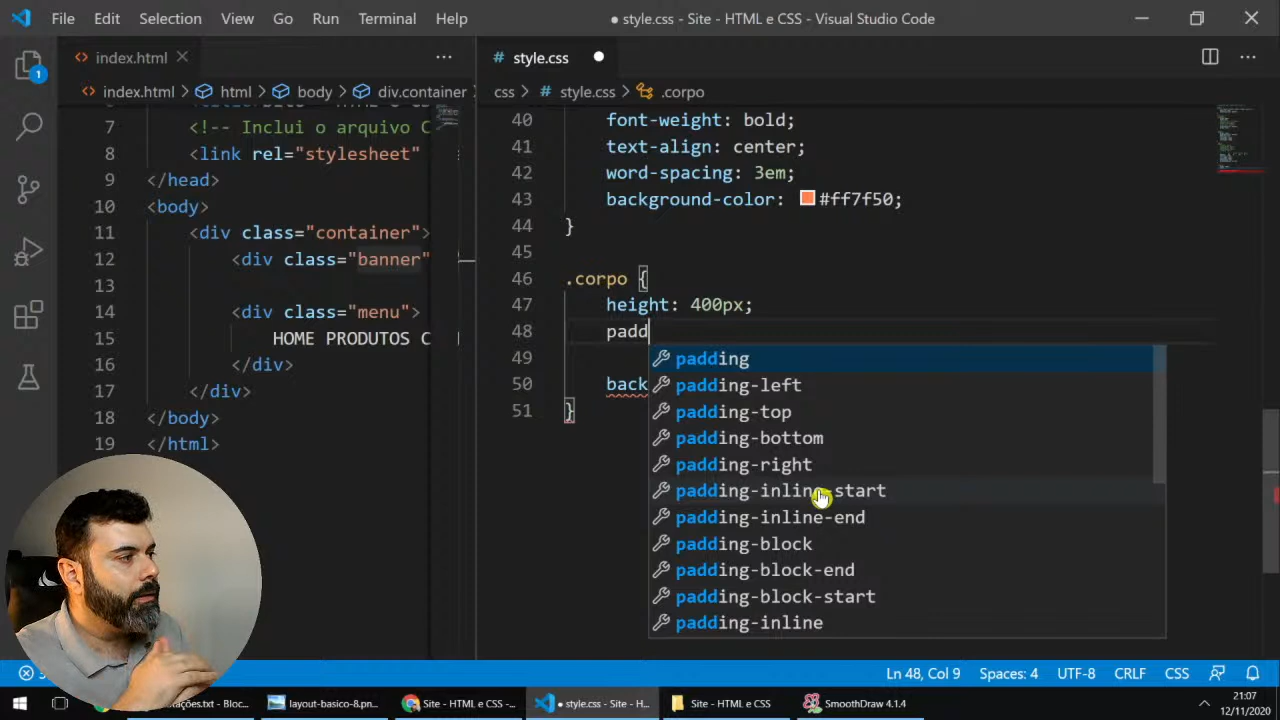 File Edit Selection View Go Run Terminal Help ● style.css - Site - HTML e CSS - Visual Studio Code
index.html
# style.css
1
index.html > html > body > div.container
css > # style.css > .corpo
7 <!-- Inclui o arquivo C
8 <link rel="stylesheet"
9 </head>
10 <body>
11 <div class="container">
12 <div class="banner"
13
14 <div class="menu">
15 HOME PRODUTOS C
16 </div>
17 </div>
18 </body>
19 </html>
40 font-weight: bold;
41 text-align: center;
42 word-spacing: 3em;
43 background-color: #ff7f50;
44 }
45
46 .corpo {
47 height: 400px;
48 padd
49
50 back
51 }
padding
padding-left
padding-top
padding-bottom
padding-right
padding-inline-start
padding-inline-end
padding-block
padding-block-end
padding-block-start
padding-inline
Ln 48, Col 9 Spaces: 4 UTF-8 CRLF CSS
tações.txt - Bloc... layout-basico-8.pn... Site - HTML e CSS -... ● style.css - Site - H... Site - HTML e CSS SmoothDraw 4.1.4
21:07
12/11/2020